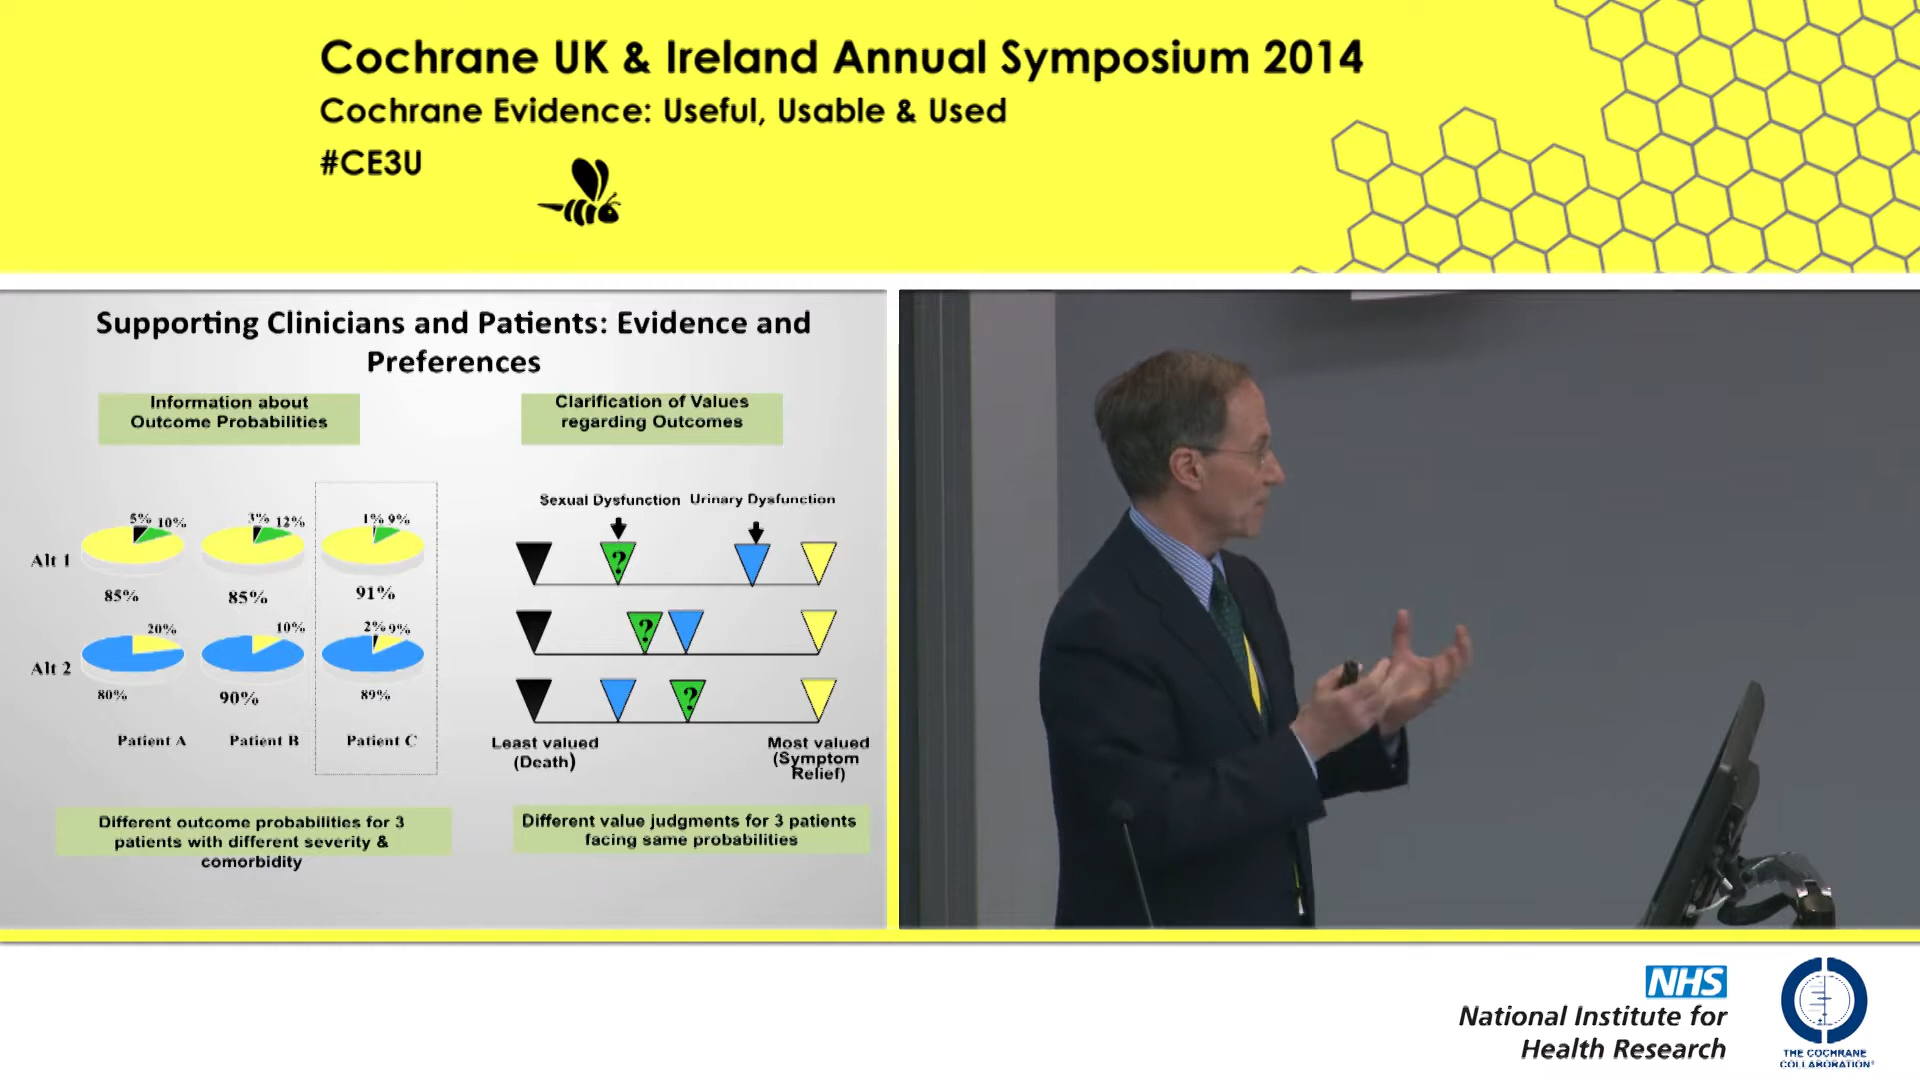 Cochrane UK & Ireland Annual Symposium 2014
Cochrane Evidence: Useful, Usable & Used
#CE3U
Supporting Clinicians and Patients: Evidence and
Preferences
Information about
Outcome Probabilities
5% 10%
3% 12%
1% 9%
Alt 1
85%
85%
91%
20%
10%
2% 9%
Alt 2
80%
90%
89%
Patient A
Patient B
Patient C
Different outcome probabilities for 3
patients with different severity &
comorbidity
Clarification of Values
regarding Outcomes
Sexual Dysfunction
Urinary Dysfunction
?
?
?
Least valued
(Death)
Most valued
(Symptom
Relief)
Different value judgments for 3 patients
facing same probabilities
NHS
National Institute for
Health Research
THE COCHRANE
COLLABORATION®